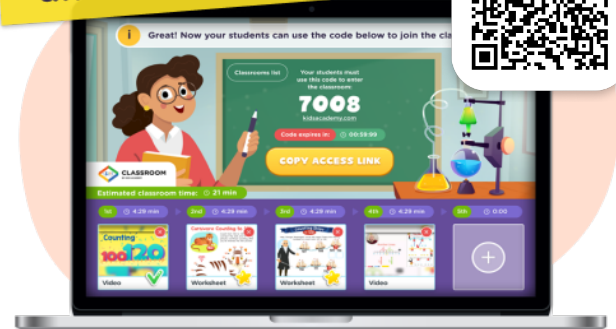 Great! Now your students can use the code below to join the cla
Classrooms list
Your students must
use this code to enter
the classroom:
7008
kidsacademy.com
Code expires in:
00:59:99
COPY ACCESS LINK
CLASSROOM
Estimated classroom time: 21 min
1st 4:29 min
2nd 4:29 min
3rd 4:29 min
4th 4:29 min
5th 0:00
Counting
100 120
Video
Worksheet
Worksheet
Video